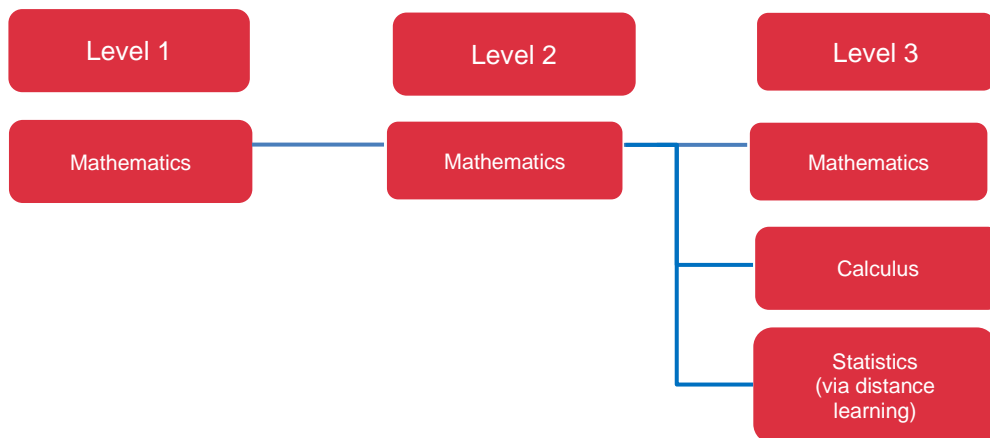 Level 1
Level 2
Level 3
Mathematics
Mathematics
Mathematics
Calculus
Statistics
(via distance
learning)